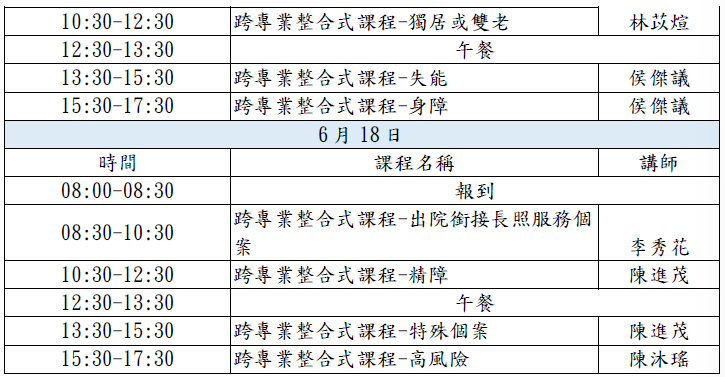 10:30-12:30 跨專業整合式課程-獨居或雙老 林苡煊
12:30-13:30 午餐
13:30-15:30 跨專業整合式課程-失能 侯傑議
15:30-17:30 跨專業整合式課程-身障 侯傑議
6月18日
時間 課程名稱 講師
08:00-08:30 報到
08:30-10:30 跨專業整合式課程-出院銜接長照服務個
案 李秀花
10:30-12:30 跨專業整合式課程-精障 陳進茂
12:30-13:30 午餐
13:30-15:30 跨專業整合式課程-特殊個案 陳進茂
15:30-17:30 跨專業整合式課程-高風險 陳沐瑤